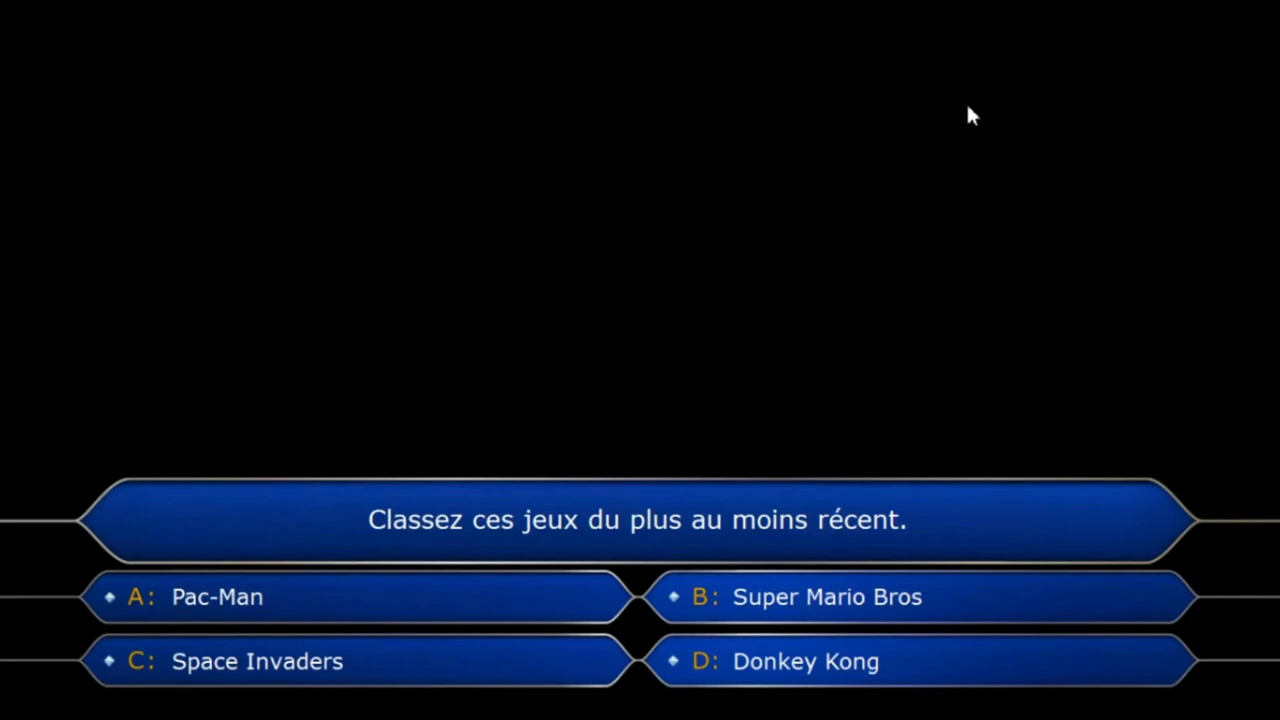 Classez ces jeux du plus au moins récent.
A: Pac-Man
B: Super Mario Bros
C: Space Invaders
D: Donkey Kong